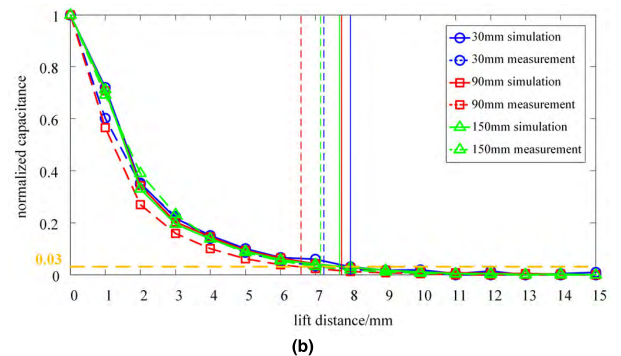 1
30mm simulation
30mm measurement
90mm simulation
90mm measurement
150mm simulation
150mm measurement
0.8
0.6
0.4
0.2
0.03
0
normalized capacitance
0 1 2 3 4 5 6 7 8 9 10 11 12 13 14 15
lift distance/mm
(b)